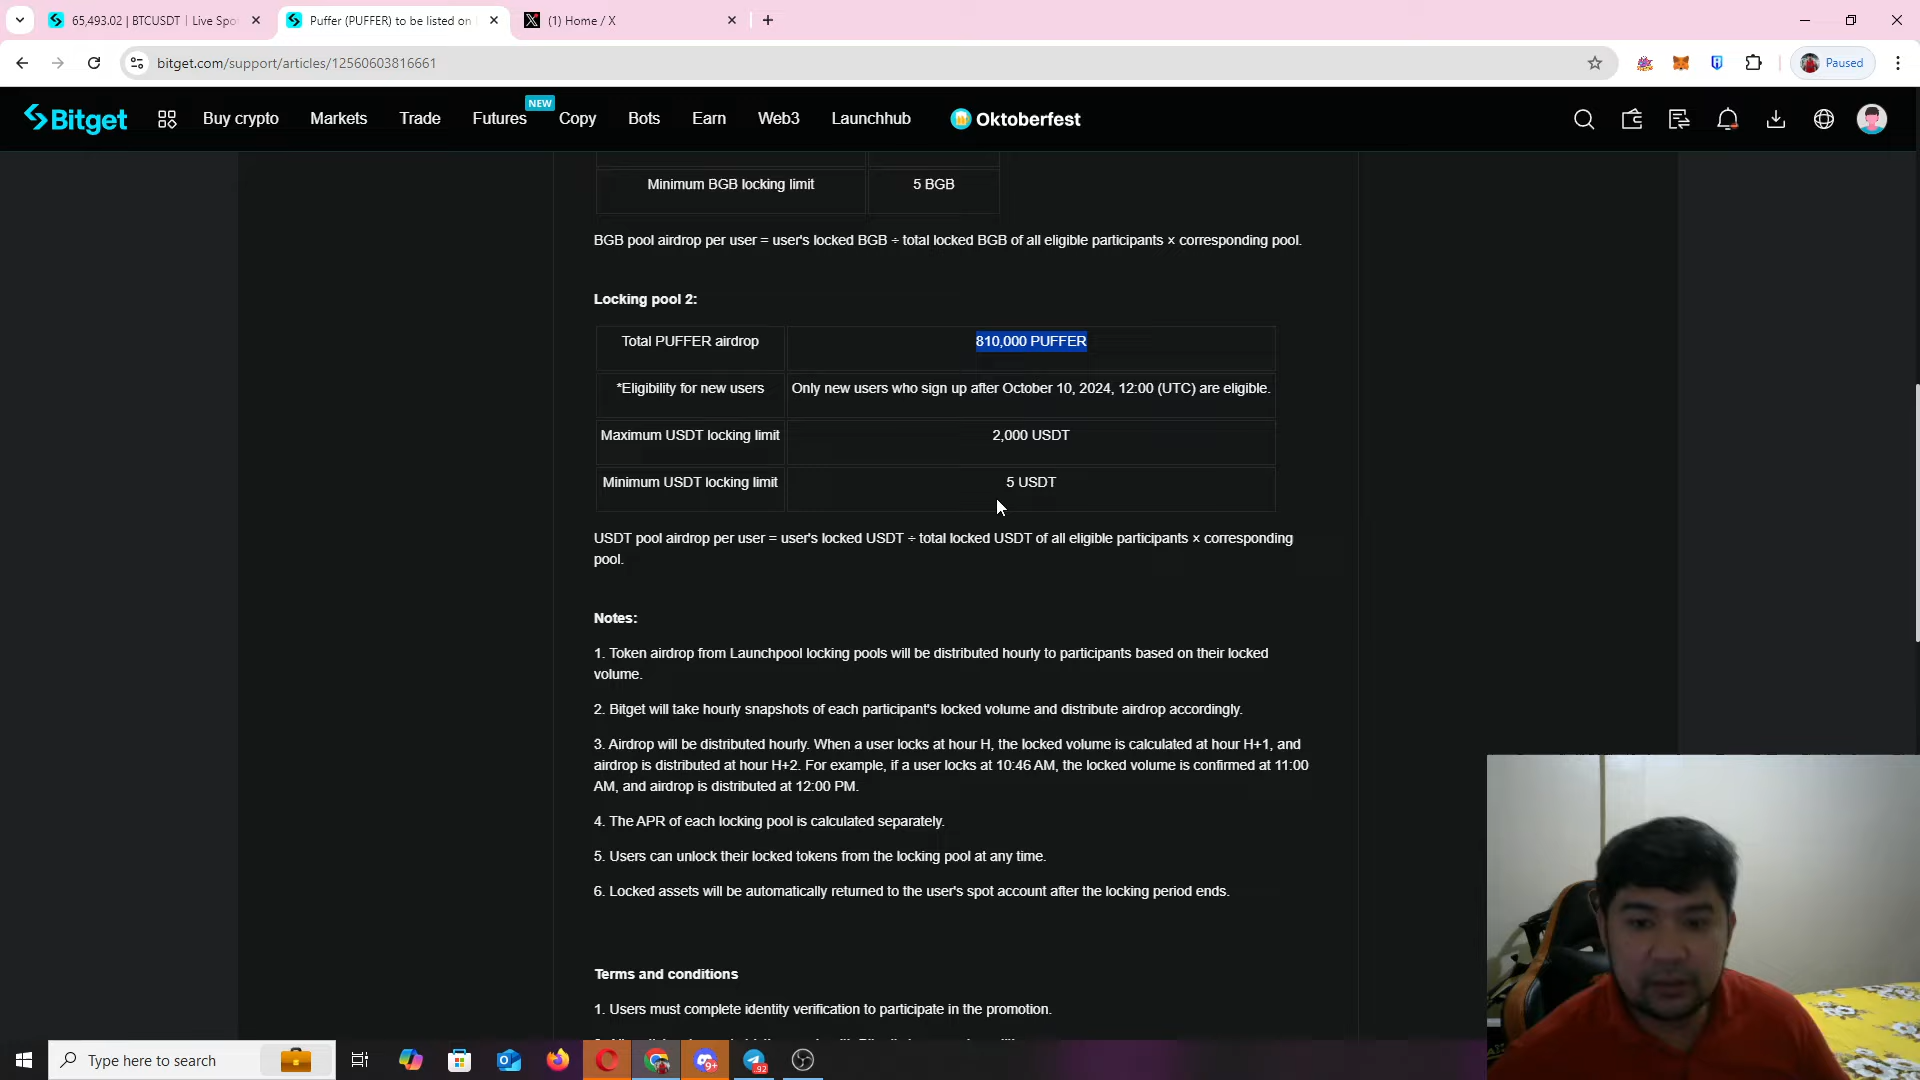 65,493.02 | BTCUSDT | Live Spo
Puffer (PUFFER) to be listed on
(1) Home / X
bitget.com/support/articles/12560603816661
Paused
Bitget
Buy crypto
Markets
Trade
Futures
NEW
Copy
Bots
Earn
Web3
Launchhub
Oktoberfest
Minimum BGB locking limit
5 BGB
BGB pool airdrop per user = user's locked BGB ÷ total locked BGB of all eligible participants × corresponding pool.
Locking pool 2:
Total PUFFER airdrop
810,000 PUFFER
*Eligibility for new users
Only new users who sign up after October 10, 2024, 12:00 (UTC) are eligible.
Maximum USDT locking limit
2,000 USDT
Minimum USDT locking limit
5 USDT
USDT pool airdrop per user = user's locked USDT ÷ total locked USDT of all eligible participants × corresponding
pool.
Notes:
1. Token airdrop from Launchpool locking pools will be distributed hourly to participants based on their locked
volume.
2. Bitget will take hourly snapshots of each participant's locked volume and distribute airdrop accordingly.
3. Airdrop will be distributed hourly. When a user locks at hour H, the locked volume is calculated at hour H+1, and
airdrop is distributed at hour H+2. For example, if a user locks at 10:46 AM, the locked volume is confirmed at 11:00
AM, and airdrop is distributed at 12:00 PM.
4. The APR of each locking pool is calculated separately.
5. Users can unlock their locked tokens from the locking pool at any time.
6. Locked assets will be automatically returned to the user's spot account after the locking period ends.
Terms and conditions
1. Users must complete identity verification to participate in the promotion.
Type here to search
9+
92